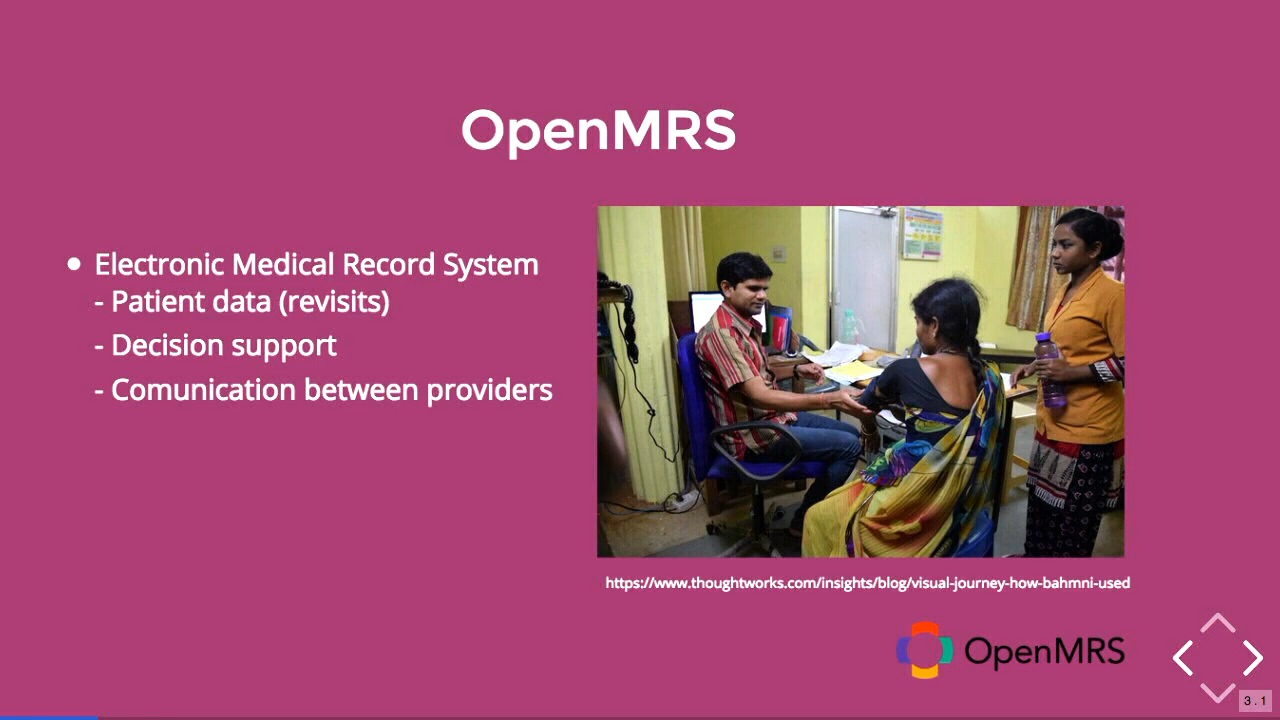 OpenMRS
Electronic Medical Record System
- Patient data (revisits)
- Decision support
- Comunication between providers
https://www.thoughtworks.com/insights/blog/visual-journey-how-bahmni-used
OpenMRS
3.1